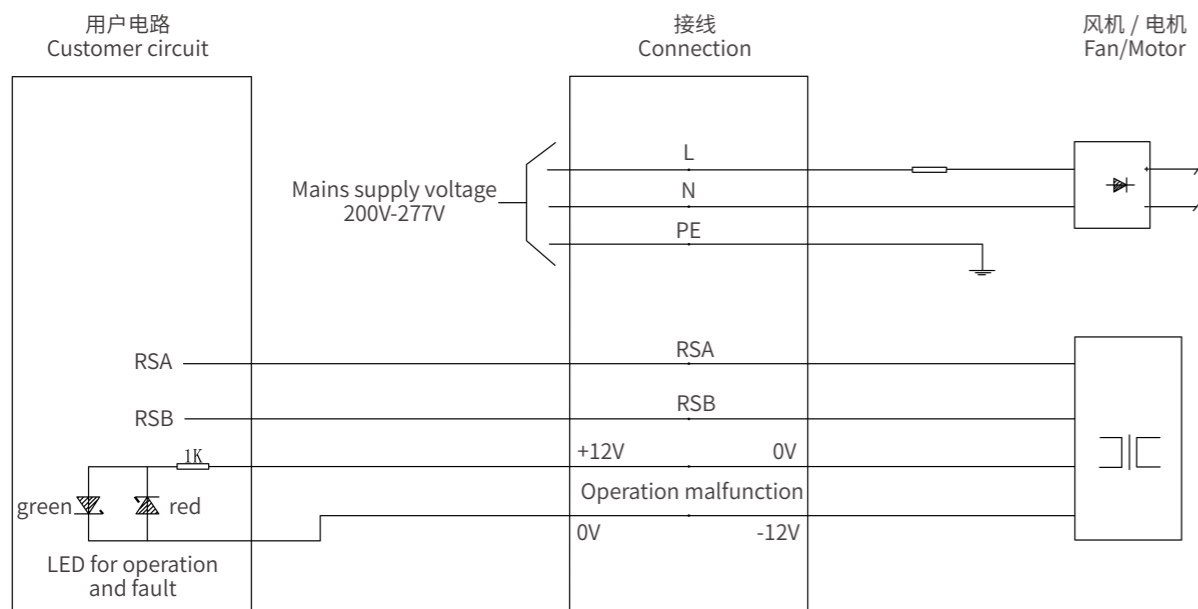 用户电路
Customer circuit
接线
Connection
风机 / 电机
Fan/Motor
L
Mains supply voltage
200V-277V
N
PE
RSA
RSA
RSB
RSB
1K
+12V
0V
green
red
Operation malfunction
0V
-12V
LED for operation
and fault